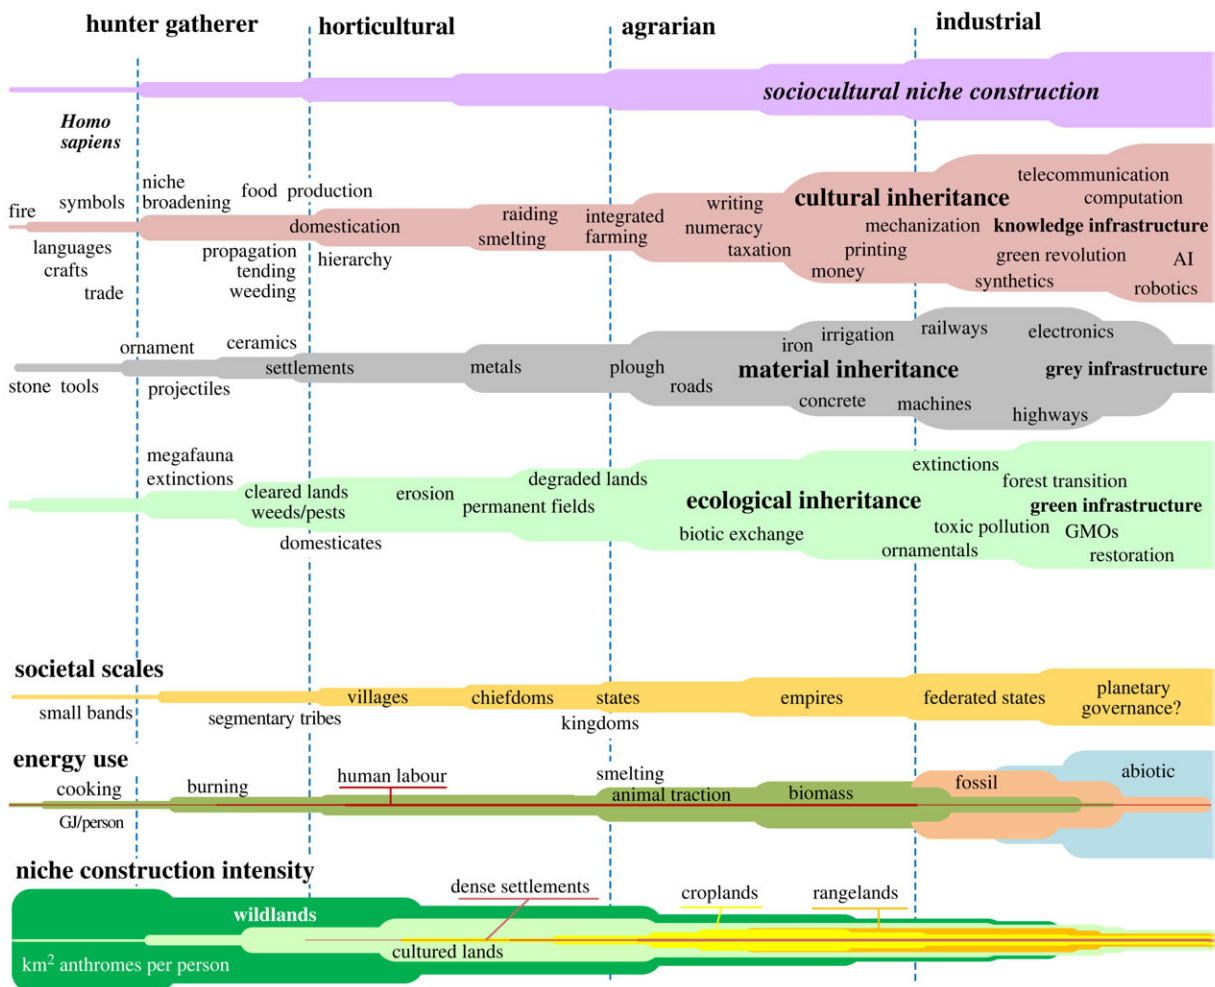 hunter gatherer
horticultural
agrarian
industrial
sociocultural niche construction
Homo
sapiens
fire
symbols
languages
crafts
trade
niche
broadening
food production
domestication
propagation
tending
weeding
hierarchy
raiding
smelting
integrated
farming
writing
numeracy
taxation
cultural inheritance
mechanization
printing
money
telecommunication
computation
knowledge infrastructure
green revolution
AI
synthetics
robotics
ornament
ceramics
settlements
stone tools
projectiles
metals
plough
roads
iron
irrigation
railways
electronics
material inheritance
grey infrastructure
concrete
machines
highways
megafauna
extinctions
cleared lands
weeds/pests
domesticates
erosion
degraded lands
permanent fields
ecological inheritance
biotic exchange
extinctions
forest transition
green infrastructure
toxic pollution
GMOs
ornamentals
restoration
societal scales
small bands
segmentary tribes
villages
chiefdoms
states
kingdoms
empires
federated states
planetary
governance?
energy use
cooking
GJ/person
burning
human labour
smelting
animal traction
biomass
fossil
abiotic
niche construction intensity
wildlands
km² anthromes per person
dense settlements
cultured lands
croplands
rangelands